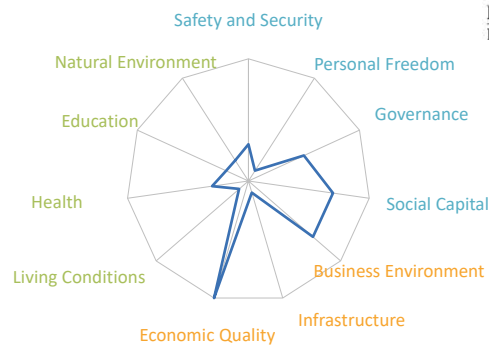 Safety and Security
Personal Freedom
Governance
Social Capital
Business Environment
Infrastructure
Economic Quality
Living Conditions
Health
Education
Natural Environment